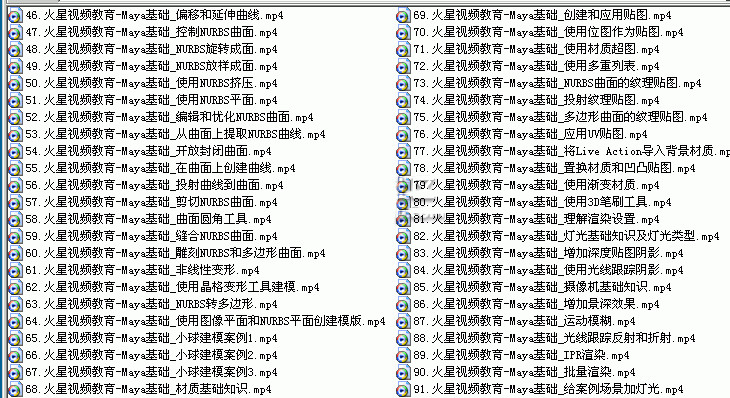 46. 火星视频教育-Maya基础_偏移和延伸曲线.mp4
47. 火星视频教育-Maya基础_控制NURBS曲面.mp4
48. 火星视频教育-Maya基础_NURBS旋转成面.mp4
49. 火星视频教育-Maya基础_NURBS放样成面.mp4
50. 火星视频教育-Maya基础_使用NURBS挤压.mp4
51. 火星视频教育-Maya基础_使用NURBS平面.mp4
52. 火星视频教育-Maya基础_编辑和优化NURBS曲面.mp4
53. 火星视频教育-Maya基础_从曲面上提取NURBS曲线.mp4
54. 火星视频教育-Maya基础_开放封闭曲面.mp4
55. 火星视频教育-Maya基础_在曲面上创建曲线.mp4
56. 火星视频教育-Maya基础_投射曲线到曲面.mp4
57. 火星视频教育-Maya基础_剪切NURBS曲面.mp4
58. 火星视频教育-Maya基础_曲面圆角工具.mp4
59. 火星视频教育-Maya基础_缝合NURBS曲面.mp4
60. 火星视频教育-Maya基础_雕刻NURBS和多边形曲面.mp4
61. 火星视频教育-Maya基础_非线性变形.mp4
62. 火星视频教育-Maya基础_使用晶格变形工具建模.mp4
63. 火星视频教育-Maya基础_NURBS转多边形.mp4
64. 火星视频教育-Maya基础_使用图像平面和NURBS平面创建模版.mp4
65. 火星视频教育-Maya基础_小球建模案例1.mp4
66. 火星视频教育-Maya基础_小球建模案例2.mp4
67. 火星视频教育-Maya基础_小球建模案例3.mp4
68. 火星视频教育-Maya基础_材质基础知识.mp4
69. 火星视频教育-Maya基础_创建和应用贴图.mp4
70. 火星视频教育-Maya基础_使用位图作为贴图.mp4
71. 火星视频教育-Maya基础_使用材质超图.mp4
72. 火星视频教育-Maya基础_使用多重列表.mp4
73. 火星视频教育-Maya基础_NURBS曲面的纹理贴图.mp4
74. 火星视频教育-Maya基础_投射纹理贴图.mp4
75. 火星视频教育-Maya基础_多边形曲面的纹理贴图.mp4
76. 火星视频教育-Maya基础_应用UV贴图.mp4
77. 火星视频教育-Maya基础_将Live Action导入背景材质.mp
78. 火星视频教育-Maya基础_置换材质和凹凸贴图.mp4
79. 火星视频教育-Maya基础_使用渐变材质.mp4
80. 火星视频教育-Maya基础_使用3D笔刷工具.mp4
81. 火星视频教育-Maya基础_理解渲染设置.mp4
82. 火星视频教育-Maya基础_灯光基础知识及灯光类型.mp4
83. 火星视频教育-Maya基础_增加深度贴图阴影.mp4
84. 火星视频教育-Maya基础_使用光线跟踪阴影.mp4
85. 火星视频教育-Maya基础_摄像机基础知识.mp4
86. 火星视频教育-Maya基础_增加景深效果.mp4
87. 火星视频教育-Maya基础_运动模糊.mp4
88. 火星视频教育-Maya基础_光线跟踪反射和折射.mp4
89. 火星视频教育-Maya基础_IPR渲染.mp4
90. 火星视频教育-Maya基础_批量渲染.mp4
91. 火星视频教育-Maya基础_给案例场景加灯光.mp4